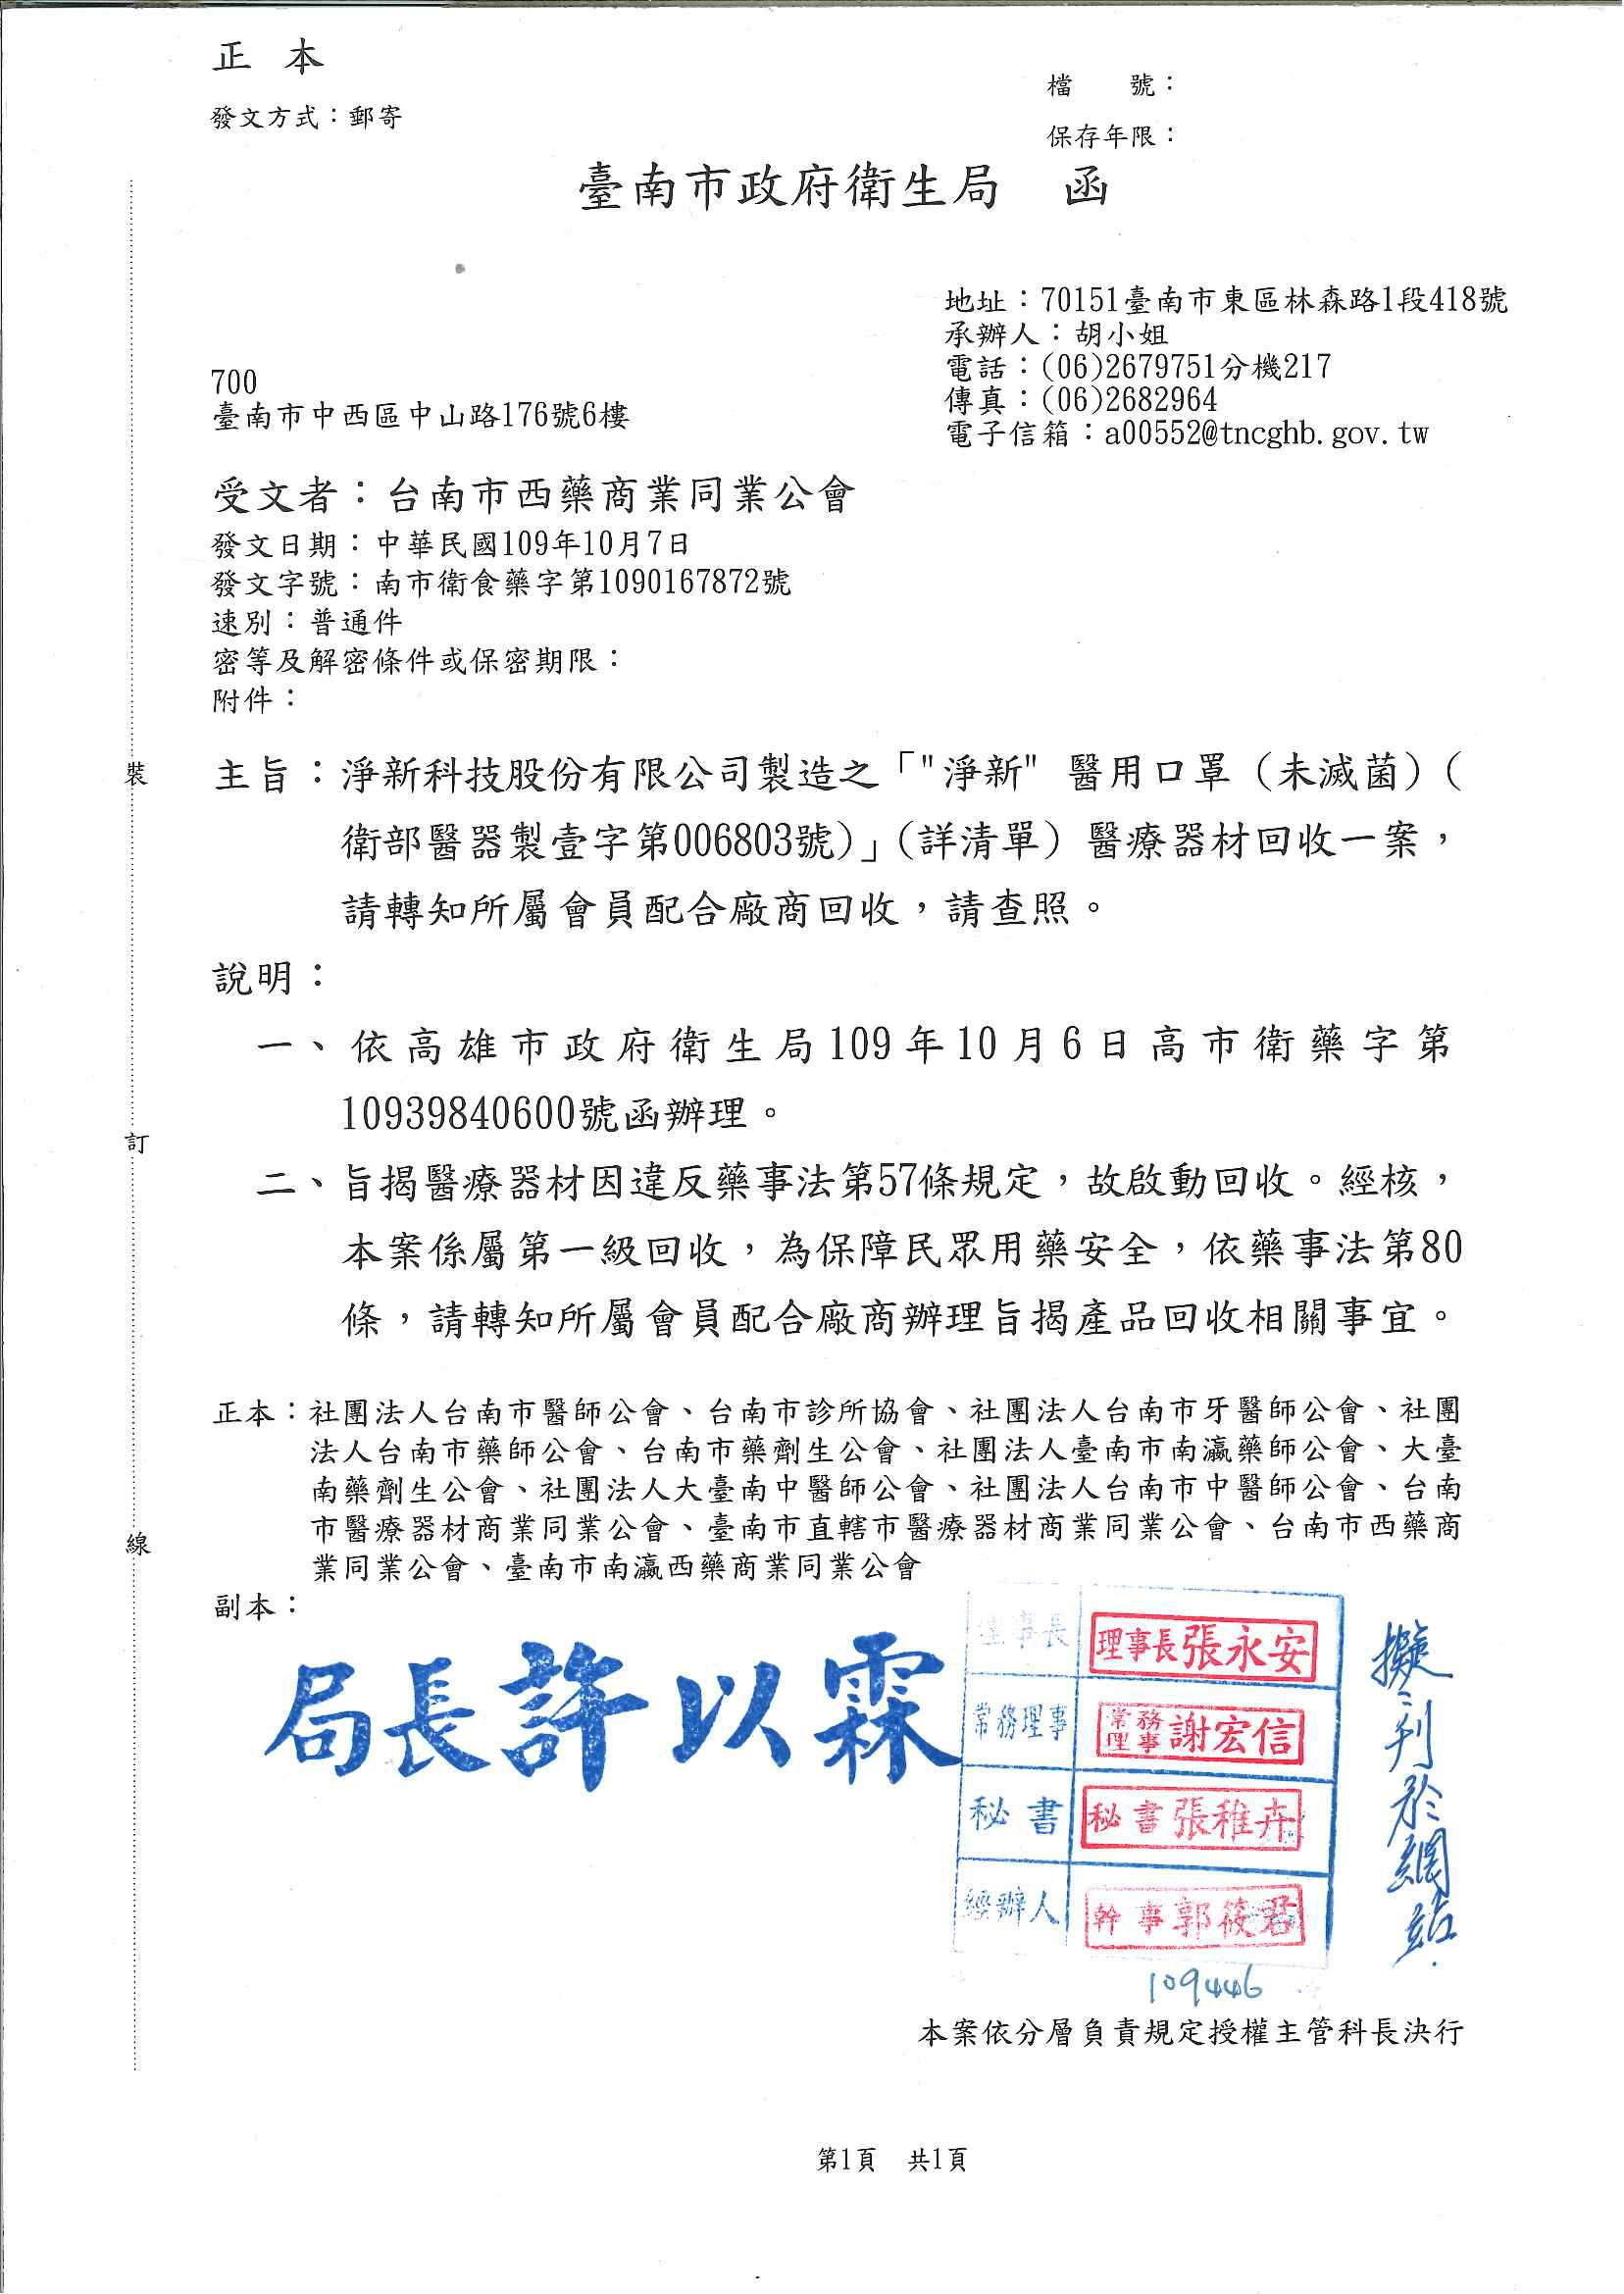 正　本
發文方式：郵寄
檔　　號：
保存年限：
臺南市政府衛生局　函
地址：70151臺南市東區林森路1段418號
承辦人：胡小姐
電話：(06)2679751分機217
傳真：(06)2682964
電子信箱：a00552@tncghb.gov.tw
700
臺南市中西區中山路176號6樓
受文者：台南市西藥商業同業公會
發文日期：中華民國109年10月7日
發文字號：南市衛食藥字第1090167872號
速別：普通件
密等及解密條件或保密期限：
附件：
主旨：淨新科技股份有限公司製造之「"淨新" 醫用口罩（未滅菌）（
衛部醫器製壹字第006803號）」（詳清單）醫療器材回收一案，
請轉知所屬會員配合廠商回收，請查照。
說明：
一、依高雄市政府衛生局109年10月6日高市衛藥字第
10939840600號函辦理。
二、旨揭醫療器材因違反藥事法第57條規定，故啟動回收。經核，
本案係屬第一級回收，為保障民眾用藥安全，依藥事法第80
條，請轉知所屬會員配合廠商辦理旨揭產品回收相關事宜。
正本：社團法人台南市醫師公會、台南市診所協會、社團法人台南市牙醫師公會、社團
法人台南市藥師公會、台南市藥劑生公會、社團法人臺南市南瀛藥師公會、大臺
南藥劑生公會、社團法人大臺南中醫師公會、社團法人台南市中醫師公會、台南
市醫療器材商業同業公會、臺南市直轄市醫療器材商業同業公會、台南市西藥商
業同業公會、臺南市南瀛西藥商業同業公會
副本：
局長許以霖
理事長 理事長張永安
常務理事 常務理事謝宏信
秘書 秘書張稚卉
經辦人 幹事郭筱君
擬刊於網站.
109446
本案依分層負責規定授權主管科長決行
第1頁　共1頁
裝
訂
線